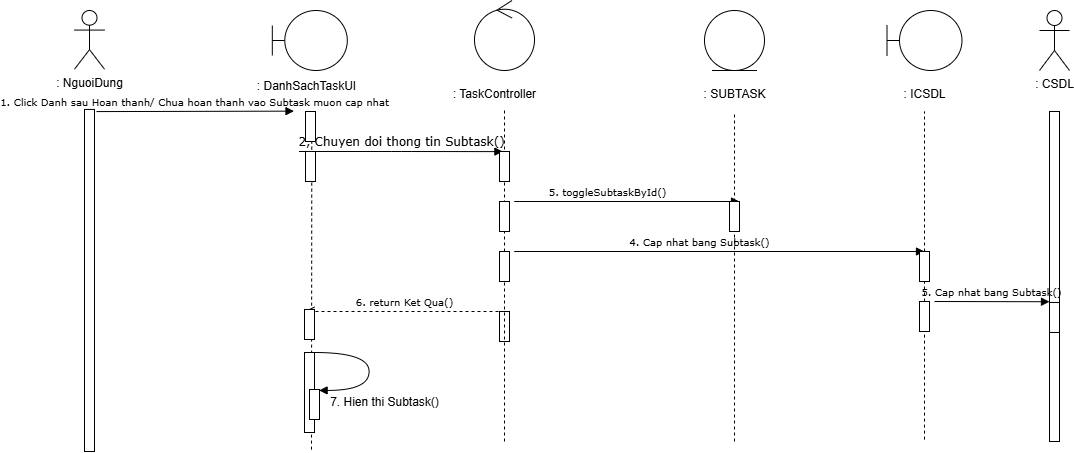 : NguoiDung
: DanhSachTaskUI
: TaskController
: SUBTASK
: ICSDL
: CSDL
1. Click Danh sau Hoan thanh/ Chua hoan thanh vao Subtask muon cap nhat
2, Chuyen doi thong tin Subtask()
5. toggleSubtaskById()
4. Cap nhat bang Subtask()
5. Cap nhat bang Subtask()
6. return Ket Qua()
7. Hien thi Subtask()